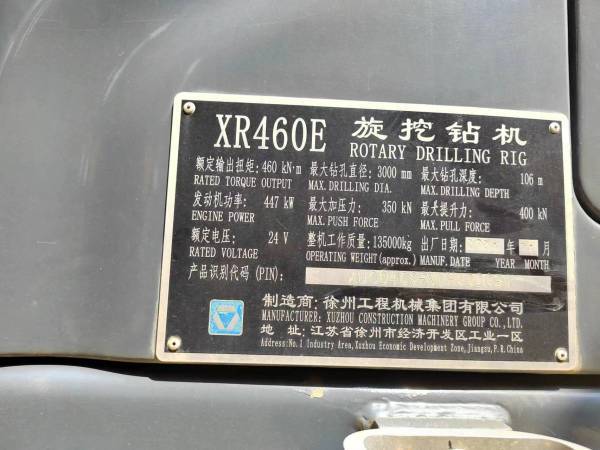 XR460E 旋挖钻机
ROTARY DRILLING RIG
额定输出扭矩: 460 kN·m 最大钻孔直径: 3000 mm 最大钻孔深度: 106 m
RATED TORQUE OUTPUT MAX. DRILLING DIA. MAX. DRILLING DEPTH
发动机功率: 447 kW 最大加压力: 350 kN 最大提升力: 400 kN
ENGINE POWER MAX. PUSH FORCE MAX. PULL FORCE
额定电压: 24 V 整机工作质量: 135000kg 出厂日期: 年 月
RATED VOLTAGE OPERATING WEIGHT(approx.) MANUF. DATE YEAR MONTH
产品识别代码(PIN):
制造商: 徐州工程机械集团有限公司
MANUFACTURER: XUZHOU CONSTRUCTION MACHINERY GROUP CO., LTD.
地 址: 江苏省徐州市经济开发区工业一区
Address:No.1 Industry Area, Xuzhou Economic Development Zone, Jiangsu, P.R.China